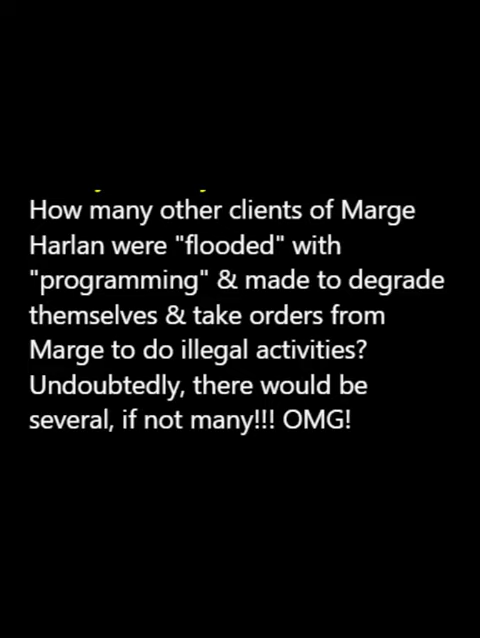 How many other clients of Marge
Harlan were "flooded" with
"programming" & made to degrade
themselves & take orders from
Marge to do illegal activities?
Undoubtedly, there would be
several, if not many!!! OMG!